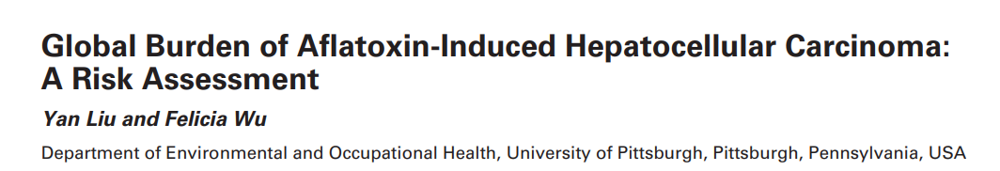 Global Burden of Aflatoxin-Induced Hepatocellular Carcinoma:
A Risk Assessment
Yan Liu and Felicia Wu
Department of Environmental and Occupational Health, University of Pittsburgh, Pittsburgh, Pennsylvania, USA